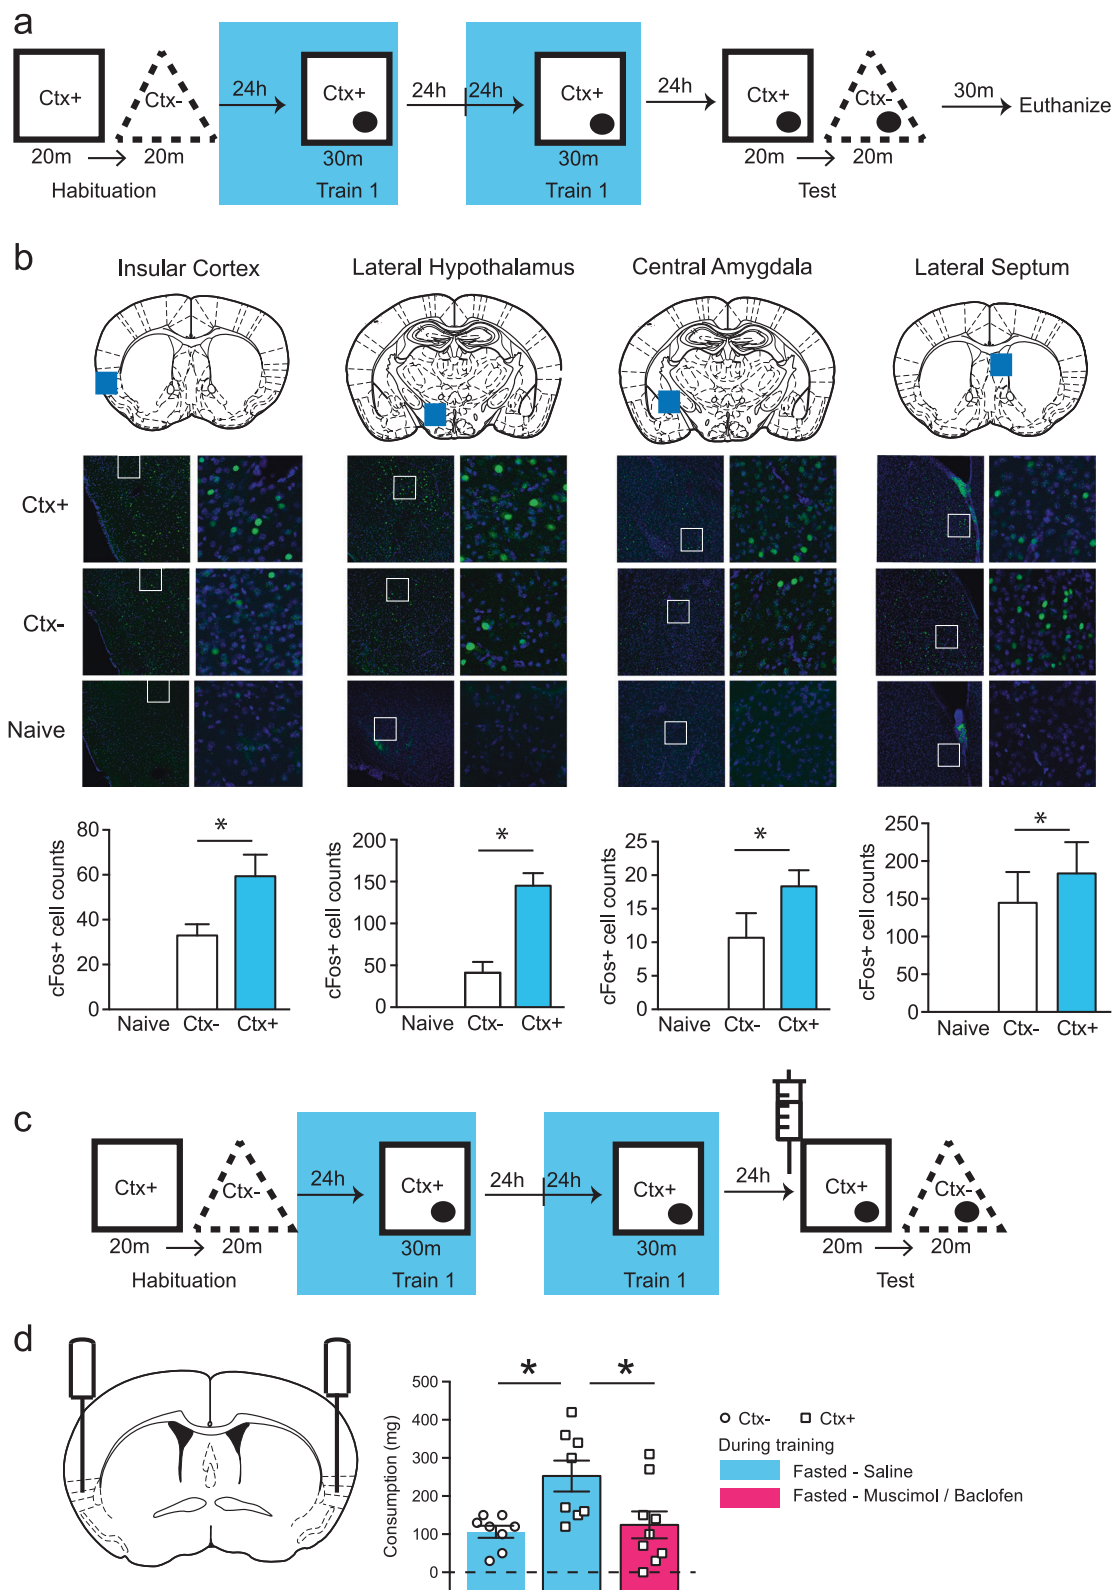 a
Ctx+ Ctx- 24h Ctx+ 24h 24h Ctx+ 24h Ctx+ Ctx- 30m Euthanize
20m 20m 30m 30m 20m 20m
Habituation Train 1 Train 1 Test
b
Insular Cortex Lateral Hypothalamus Central Amygdala Lateral Septum
Ctx+
Ctx-
Naive
cFos+ cell counts
80
60
40
20
0
*
Naive Ctx- Ctx+
cFos+ cell counts
200
150
100
50
0
*
Naive Ctx- Ctx+
cFos+ cell counts
25
20
15
10
5
0
*
Naive Ctx- Ctx+
cFos+ cell counts
250
200
150
100
50
0
*
Naive Ctx- Ctx+
c
Ctx+ Ctx- 24h Ctx+ 24h 24h Ctx+ 24h Ctx+ Ctx-
20m 20m 30m 30m 20m 20m
Habituation Train 1 Train 1 Test
d
Consumption (mg)
500
400
300
200
100
0
* *
Ctx- Ctx+
During training
Fasted - Saline
Fasted - Muscimol / Baclofen